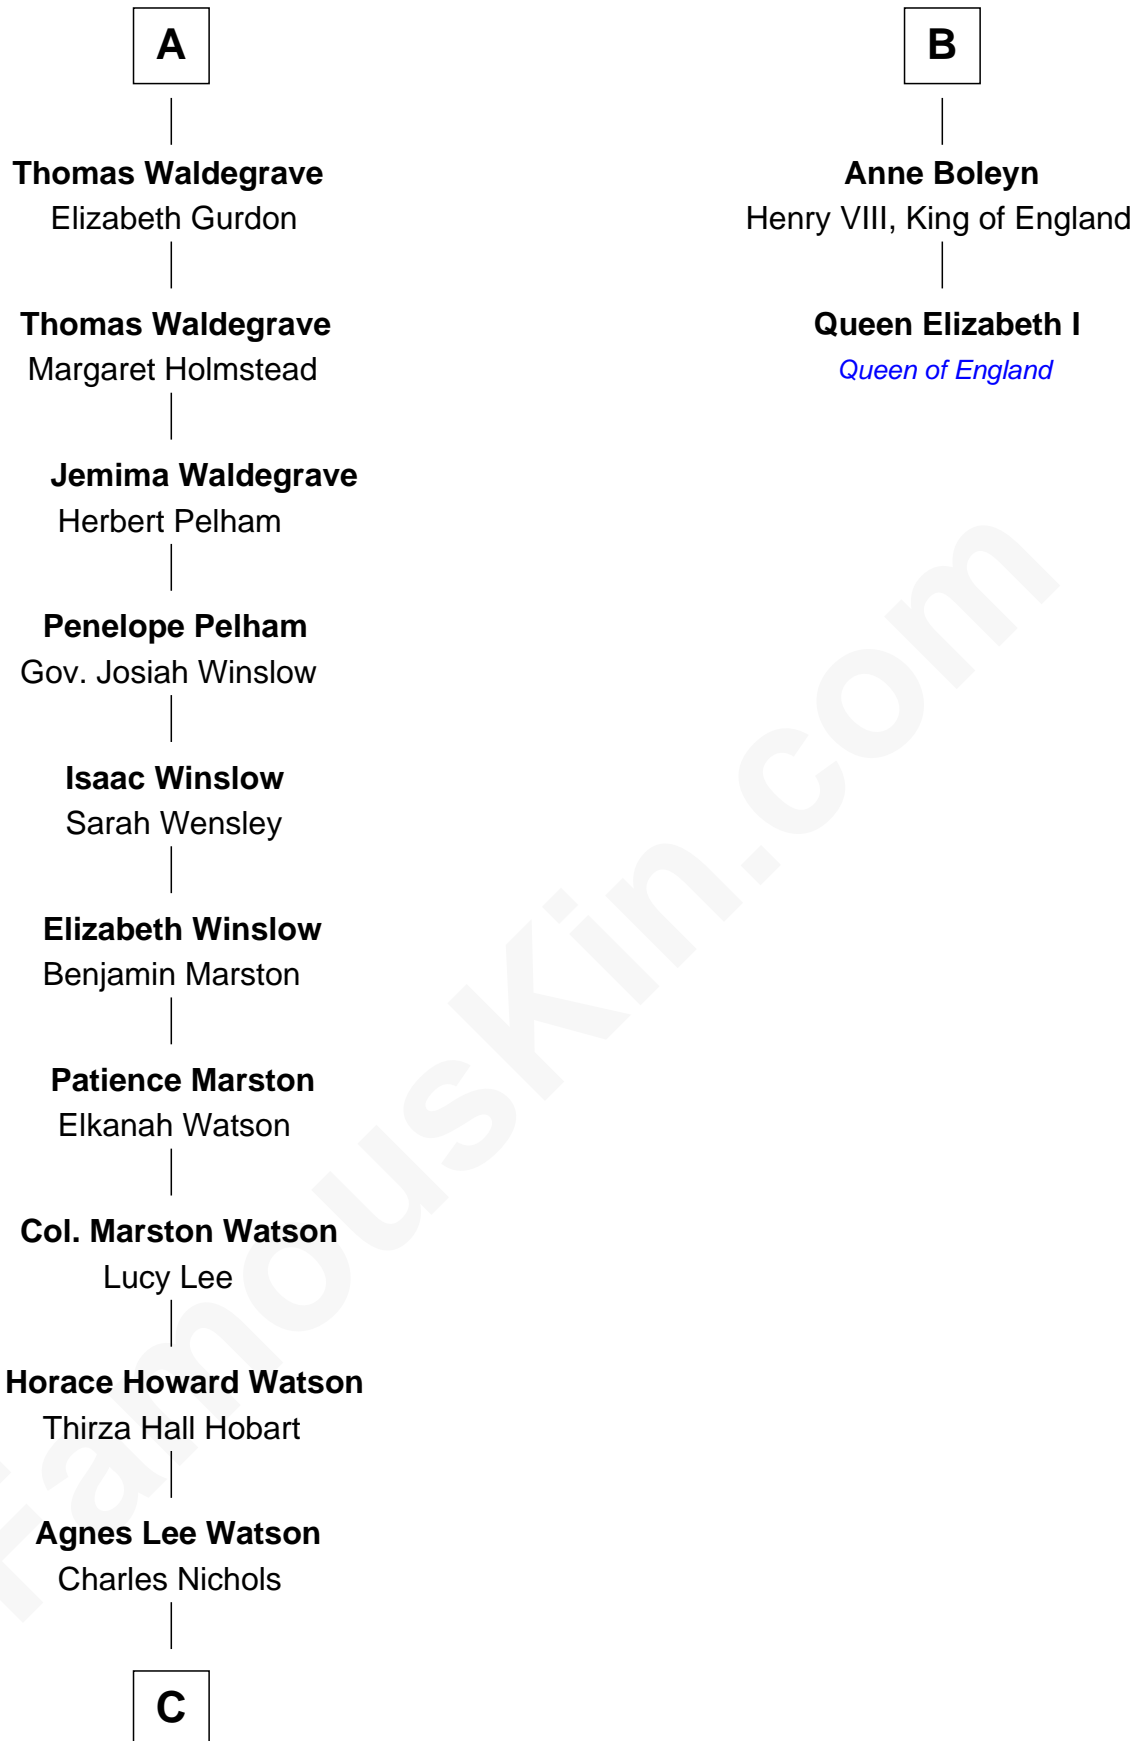 A
Thomas Waldegrave
Elizabeth Gurdon
Thomas Waldegrave
Margaret Holmstead
Jemima Waldegrave
Herbert Pelham
Penelope Pelham
Gov. Josiah Winslow
Isaac Winslow
Sarah Wensley
Elizabeth Winslow
Benjamin Marston
Patience Marston
Elkanah Watson
Col. Marston Watson
Lucy Lee
Horace Howard Watson
Thirza Hall Hobart
Agnes Lee Watson
Charles Nichols
C
B
Anne Boleyn
Henry VIII, King of England
Queen Elizabeth I
Queen of England
FamousKin.com